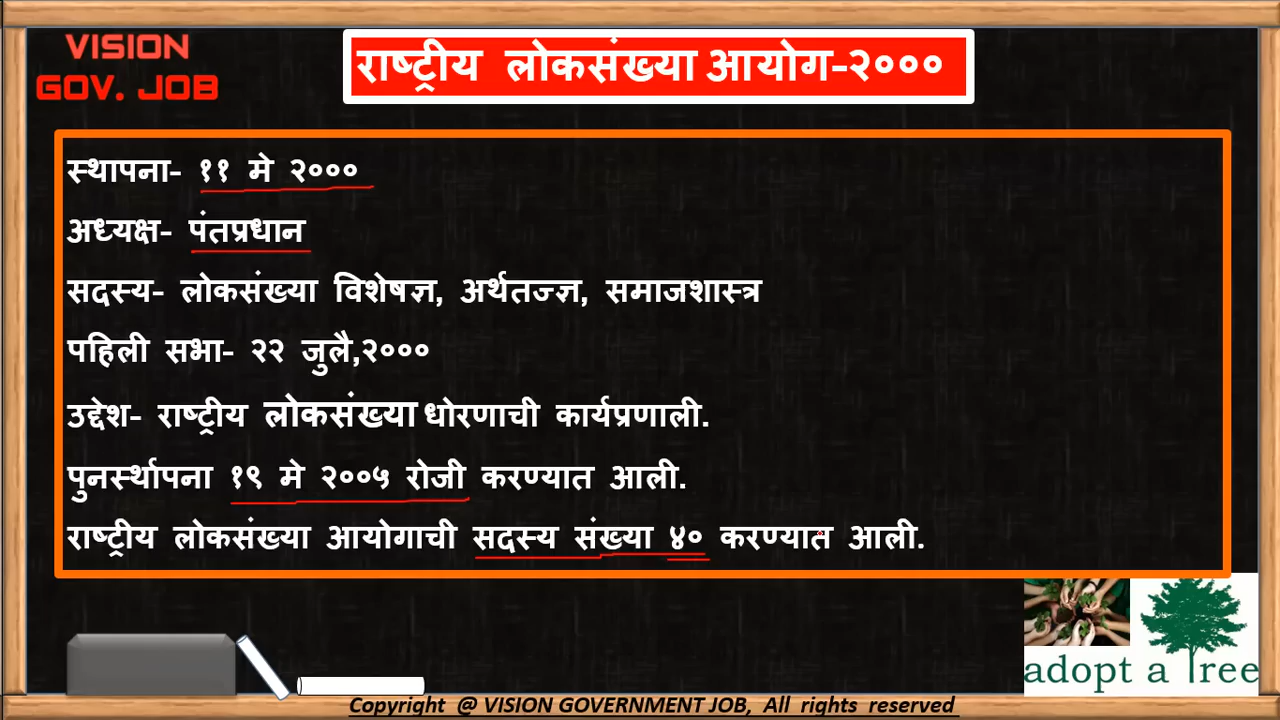 VISION
GOV. JOB
राष्ट्रीय लोकसंख्या आयोग-२०००
स्थापना- ११ मे २०००
अध्यक्ष- पंतप्रधान
सदस्य- लोकसंख्या विशेषज्ञ, अर्थतज्ज्ञ, समाजशास्त्र
पहिली सभा- २२ जुलै,२०००
उद्देश- राष्ट्रीय लोकसंख्या धोरणाची कार्यप्रणाली.
पुनर्स्थापना १९ मे २००५ रोजी करण्यात आली.
राष्ट्रीय लोकसंख्या आयोगाची सदस्य संख्या ४० करण्यात आली.
adopt a Tree
Copyright @ VISION GOVERNMENT JOB, All rights reserved